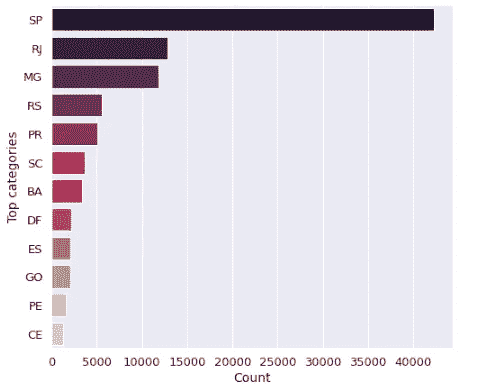 SP
RJ
MG
RS
PR
SC
BA
DF
ES
GO
PE
CE
Top categories
0 5000 10000 15000 20000 25000 30000 35000 40000
Count